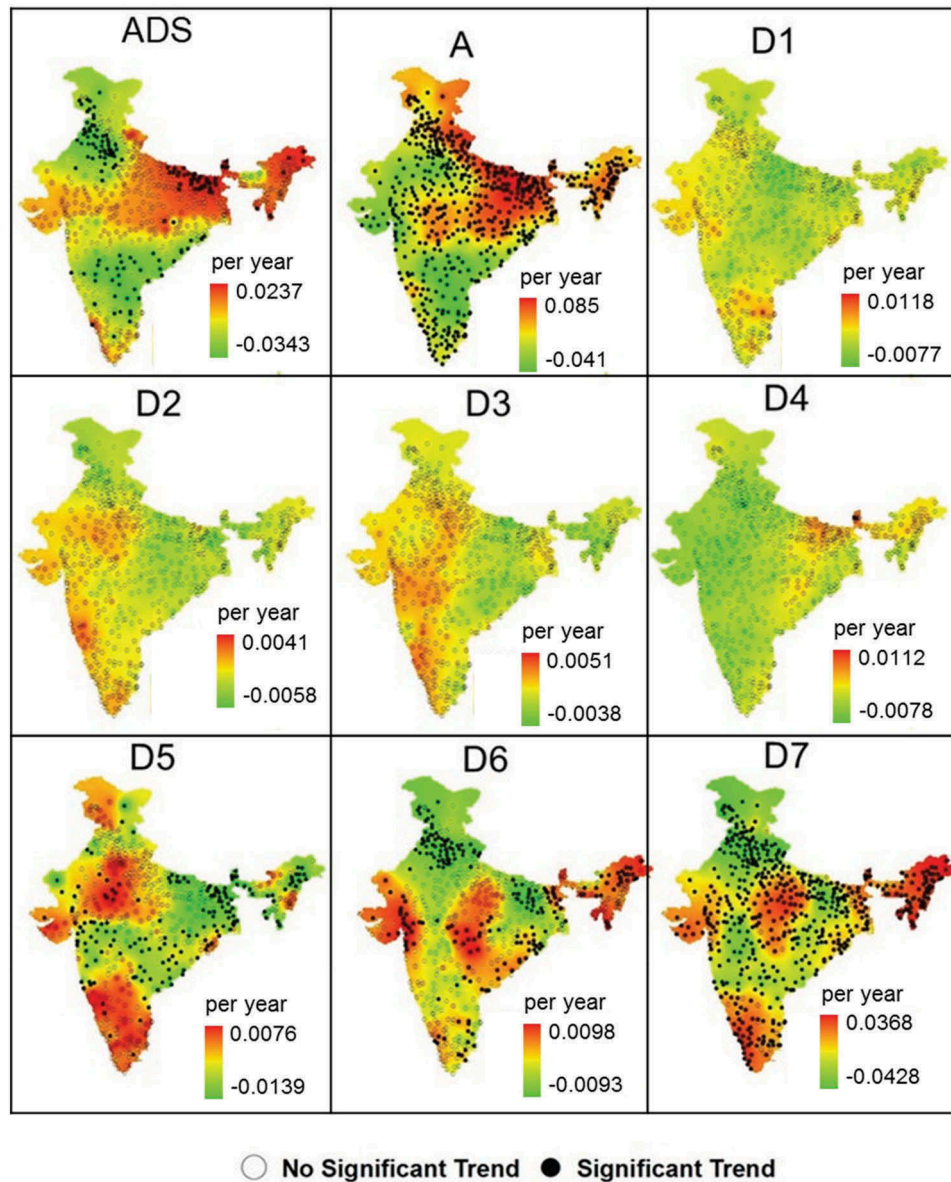 ADS
per year
0.0237
-0.0343
A
per year
0.085
-0.041
D1
per year
0.0118
-0.0077
D2
per year
0.0041
-0.0058
D3
per year
0.0051
-0.0038
D4
per year
0.0112
-0.0078
D5
per year
0.0076
-0.0139
D6
per year
0.0098
-0.0093
D7
per year
0.0368
-0.0428
No Significant Trend
Significant Trend